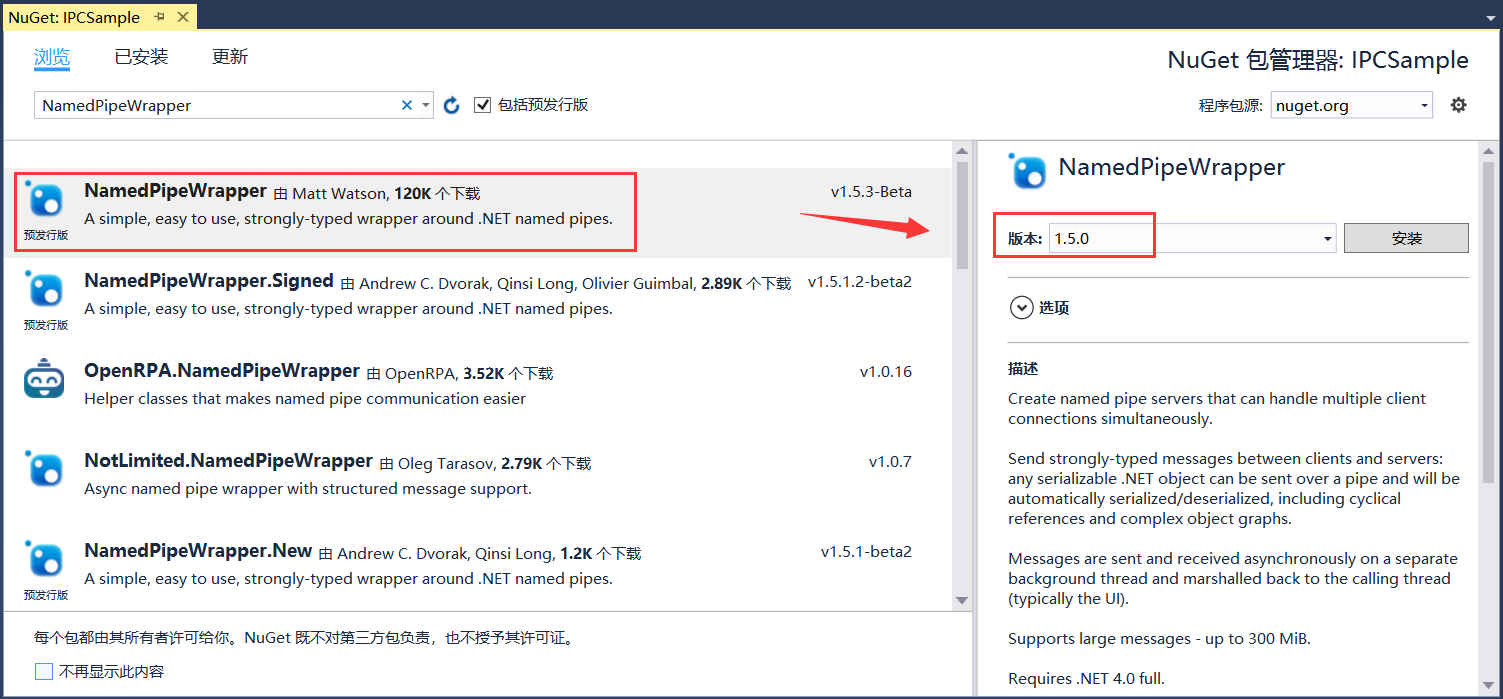 NuGet: IPCSample
浏览 已安装 更新
NuGet 包管理器: IPCSample
NamedPipeWrapper
包括预发行版
程序包源: nuget.org
NamedPipeWrapper 由 Matt Watson, 120K 个下载 v1.5.3-Beta
A simple, easy to use, strongly-typed wrapper around .NET named pipes.
预发行版
NamedPipeWrapper.Signed 由 Andrew C. Dvorak, Qinsi Long, Olivier Guimbal, 2.89K 个下载 v1.5.1.2-beta2
A simple, easy to use, strongly-typed wrapper around .NET named pipes.
预发行版
OpenRPA.NamedPipeWrapper 由 OpenRPA, 3.52K 个下载 v1.0.16
Helper classes that makes named pipe communication easier
NotLimited.NamedPipeWrapper 由 Oleg Tarasov, 2.79K 个下载 v1.0.7
Async named pipe wrapper with structured message support.
NamedPipeWrapper.New 由 Andrew C. Dvorak, Qinsi Long, 1.2K 个下载 v1.5.1-beta2
A simple, easy to use, strongly-typed wrapper around .NET named pipes.
预发行版
每个包都由其所有者许可给你。NuGet 既不对第三方包负责，也不授予其许可证。
不再显示此内容
NamedPipeWrapper
版本: 1.5.0 安装
选项
描述
Create named pipe servers that can handle multiple client
connections simultaneously.
Send strongly-typed messages between clients and servers:
any serializable .NET object can be sent over a pipe and will be
automatically serialized/deserialized, including cyclical
references and complex object graphs.
Messages are sent and received asynchronously on a separate
background thread and marshalled back to the calling thread
(typically the UI).
Supports large messages - up to 300 MiB.
Requires .NET 4.0 full.